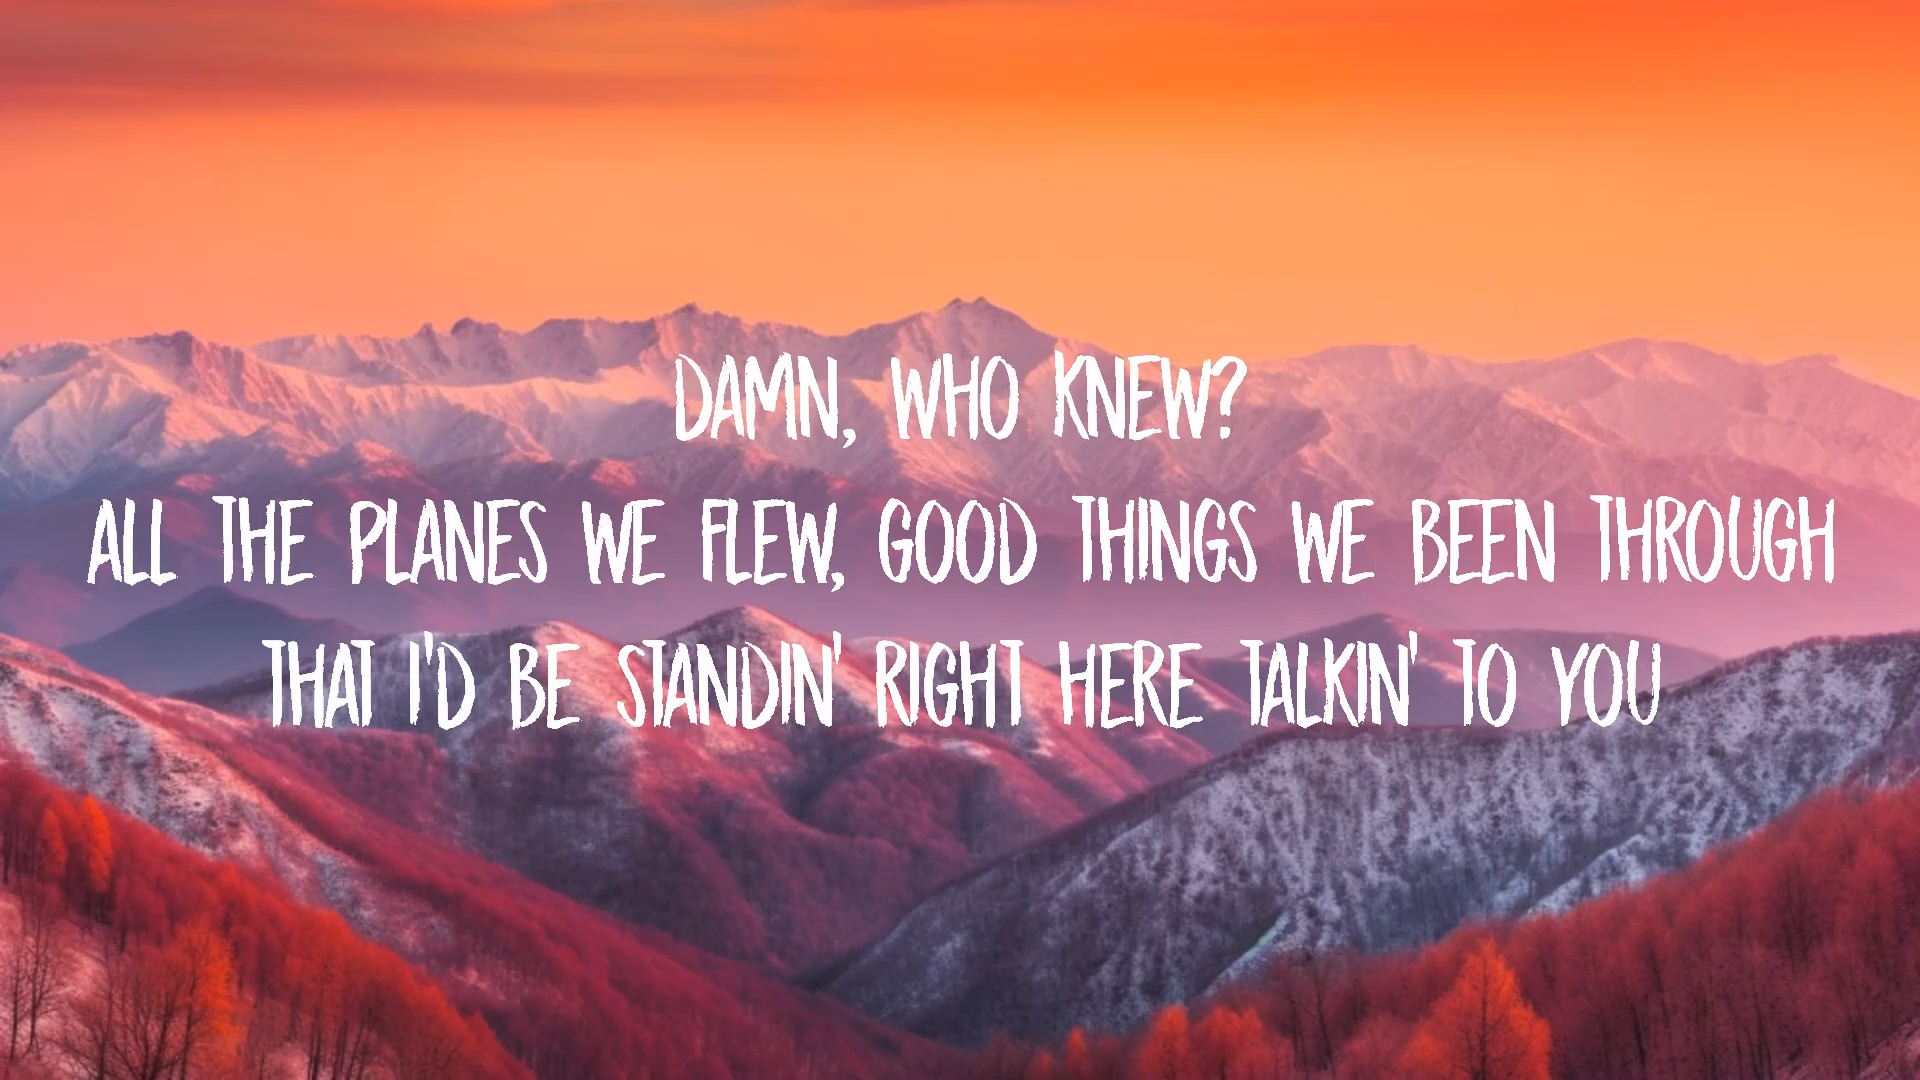 DAMN, WHO KNEW?
ALL THE PLANES WE FLEW, GOOD THINGS WE BEEN THROUGH
THAT I'D BE STANDIN' RIGHT HERE TALKIN' TO YOU